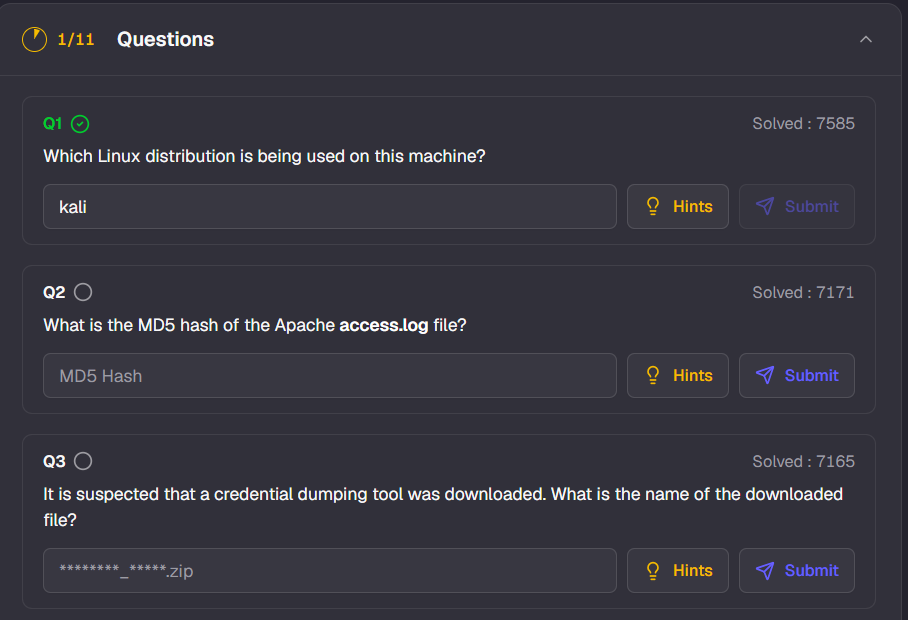 1/11 Questions
Q1 Solved : 7585
Which Linux distribution is being used on this machine?
kali Hints Submit
Q2 Solved : 7171
What is the MD5 hash of the Apache access.log file?
MD5 Hash Hints Submit
Q3 Solved : 7165
It is suspected that a credential dumping tool was downloaded. What is the name of the downloaded
file?
********_*****.zip Hints Submit